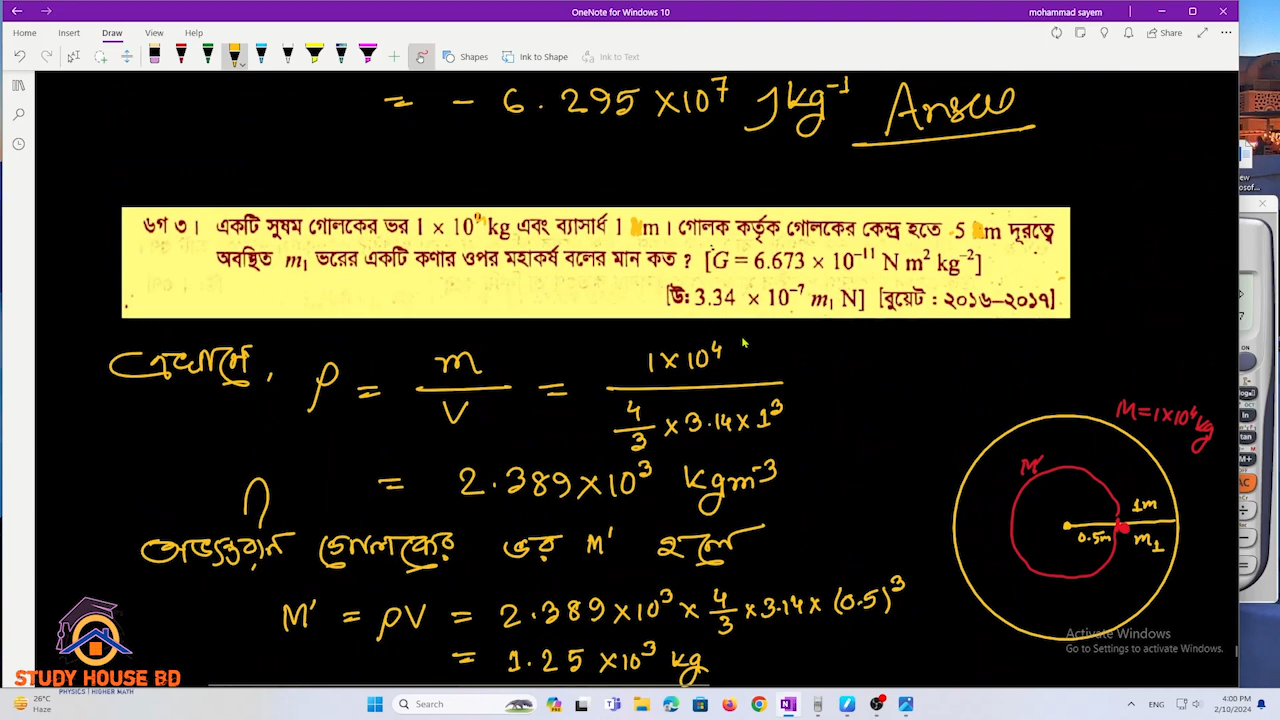 OneNote for Windows 10
mohammad sayem
Home Insert Draw View Help
Share
Shapes Ink to Shape Ink to Text
= - 6.295 ×10⁷ Jkg⁻¹
৬গ ৩। একটি সুষম গোলকের ভর 1 × 10 kg এবং ব্যাসার্ধ 1 m। গোলক কর্তৃক গোলকের কেন্দ্র হতে 5 m দূরত্বে
অবস্থিত m₁ ভরের একটি কণার ওপর মহাকর্ষ বলের মান কত? [G = 6.673 × 10⁻¹¹ N m² kg⁻²]
[উঃ 3.34 × 10⁻⁷ m₁ N] [বুয়েট : ২০১৬–২০১৭]
এখানে, ρ = m/V = 1×10⁴ / (4/3 × 3.14 × 1³)
= 2.389×10³ kgm⁻³
গোলকের ভর M' হলে
M' = ρV = 2.389×10³ × 4/3 × 3.14 × (0.5)³
= 1.25 ×10³ kg
M=1×10⁴ kg
M'
1m
0.5m
m₁
Activate Windows
Go to Settings to activate Windows.
STUDY HOUSE BD
PHYSICS | HIGHER MATH
26°C
Haze
Search
ENG
4:00 PM
2/10/2024